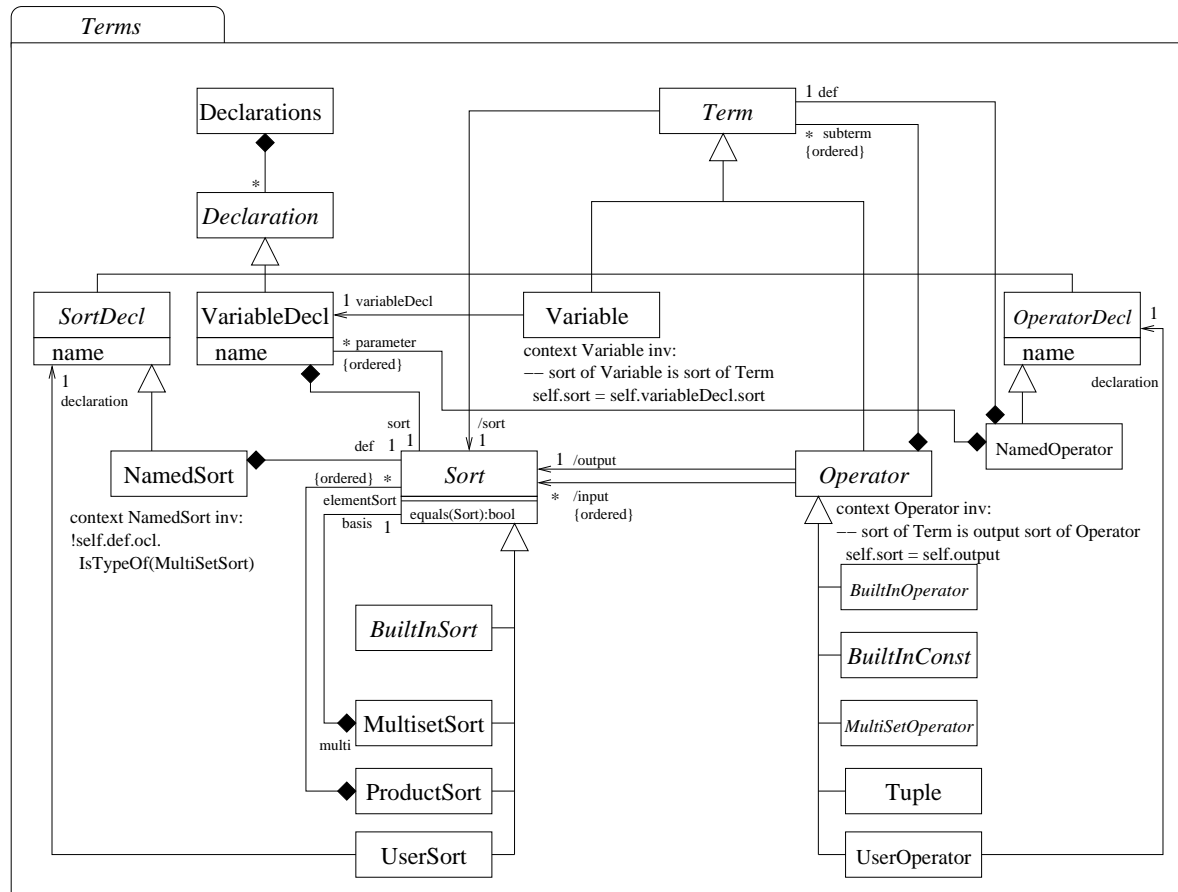 Terms
1 def
Declarations
Term
* subterm
{ordered}
*
Declaration
1 variableDecl
1
SortDecl
VariableDecl
Variable
OperatorDecl
name
name
name
* parameter
{ordered}
context Variable inv:
−− sort of Variable is sort of Term
self.sort = self.variableDecl.sort
1
declaration
declaration
sort
/sort
def
1
1
1
NamedOperator
NamedSort
{ordered} *
Sort
1 /output
Operator
elementSort
* /input
{ordered}
basis
1
equals(Sort):bool
context NamedSort inv:
!self.def.ocl.
IsTypeOf(MultiSetSort)
context Operator inv:
−− sort of Term is output sort of Operator
self.sort = self.output
BuiltInOperator
BuiltInSort
BuiltInConst
MultisetSort
MultiSetOperator
multi
ProductSort
Tuple
UserSort
UserOperator